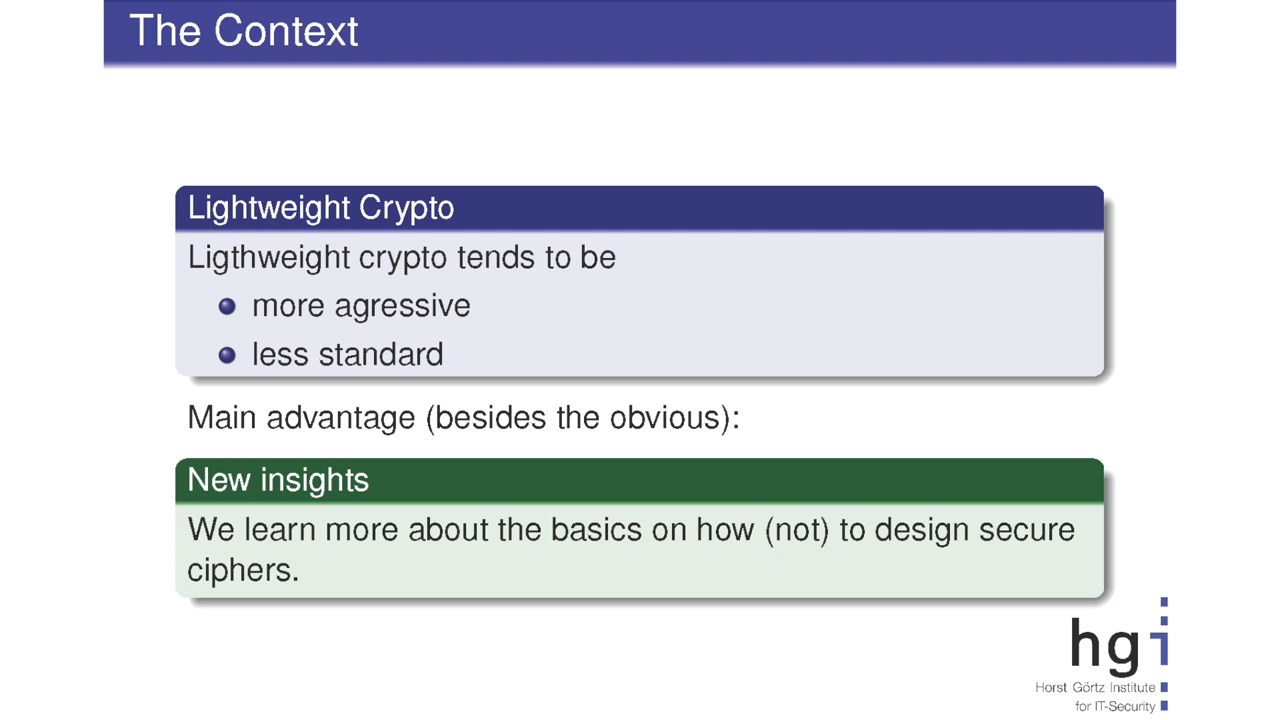 The Context
Lightweight Crypto
Ligthweight crypto tends to be
more agressive
less standard
Main advantage (besides the obvious):
New insights
We learn more about the basics on how (not) to design secure
ciphers.
hgi
Horst Görtz Institute
for IT-Security